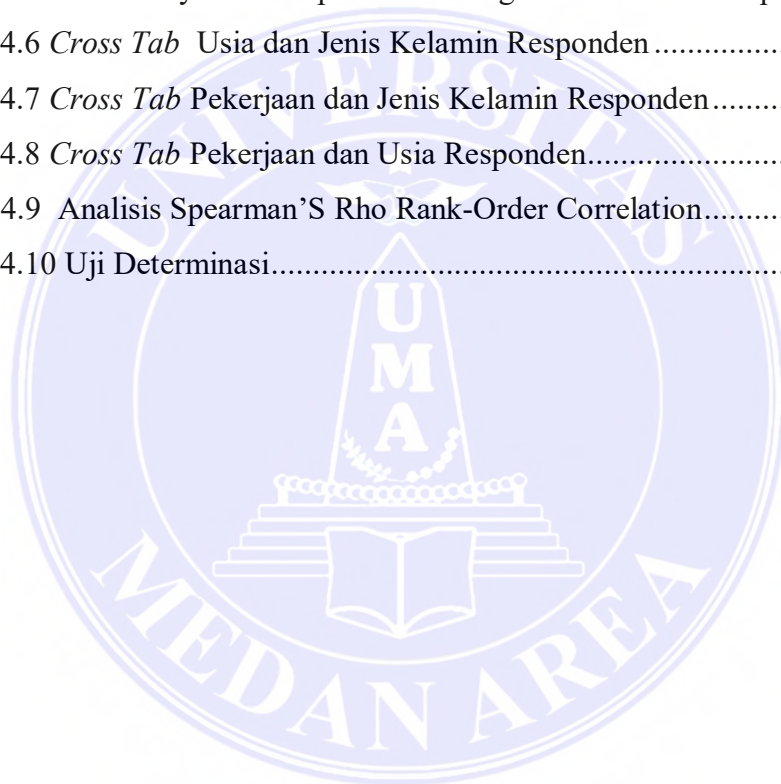 4.6 Cross Tab Usia dan Jenis Kelamin Responden ................
4.7 Cross Tab Pekerjaan dan Jenis Kelamin Responden.........
4.8 Cross Tab Pekerjaan dan Usia Responden........................
4.9 Analisis Spearman'S Rho Rank-Order Correlation..........
4.10 Uji Determinasi..............................................................
UNIVERSITAS
UMA
MEDAN AREA